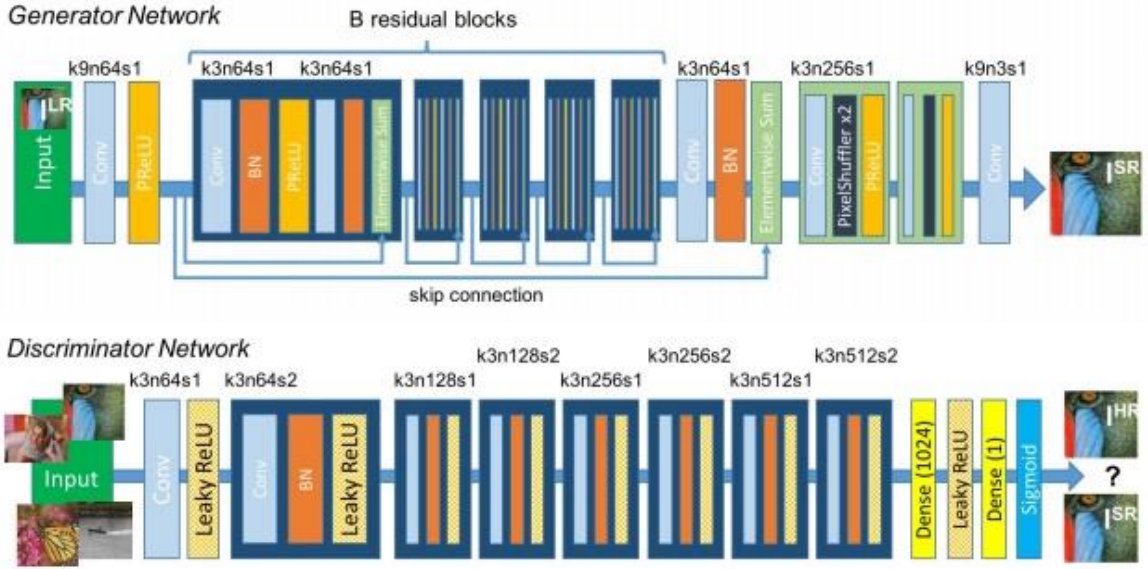 Generator Network
B residual blocks
k9n64s1
k3n64s1
k3n64s1
k3n64s1
k3n256s1
k9n3s1
I LR
Input
Conv
PReLU
Conv
BN
PReLU
Elementwise Sum
Conv
BN
Elementwise Sum
Conv
PixelShuffler x2
PReLU
Conv
I SR
skip connection
Discriminator Network
k3n128s2
k3n256s2
k3n512s2
k3n64s1
k3n64s2
k3n128s1
k3n256s1
k3n512s1
Input
Conv
Leaky ReLU
Conv
BN
Leaky ReLU
Dense (1024)
Leaky ReLU
Dense (1)
Sigmoid
I HR
?
I SR